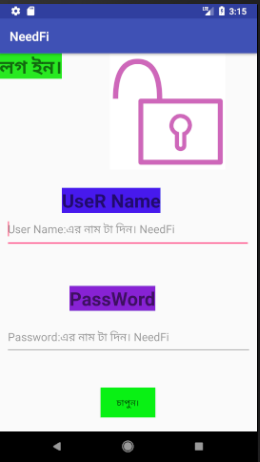 3:15
NeedFi
লগ ইন।
UseR Name
User Name:এর নাম টা দিন। NeedFi
PassWord
Password:এর নাম টা দিন। NeedFi
চাপুন।